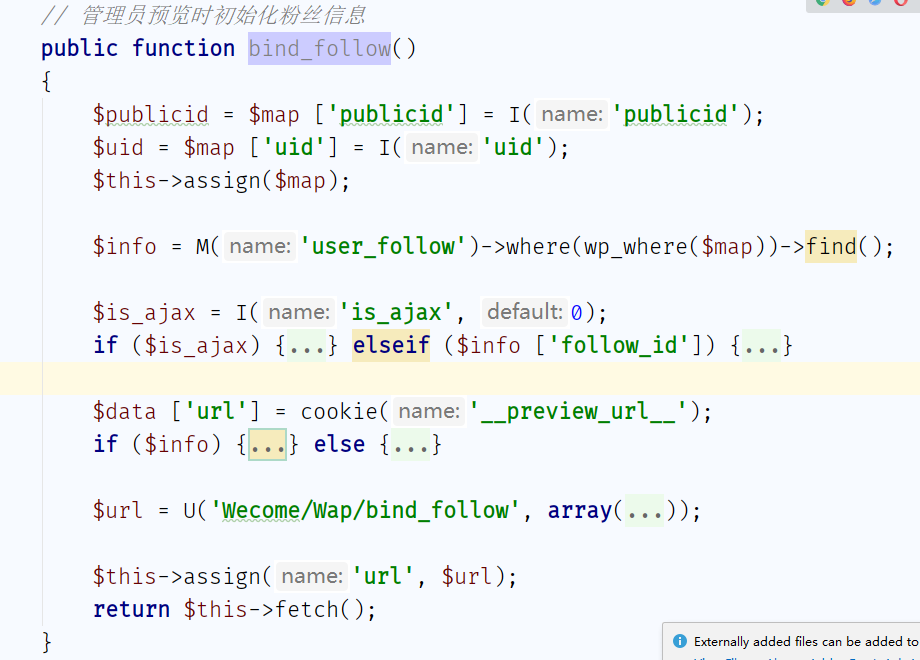 // 管理员预览时初始化粉丝信息
public function bind_follow()
{
$publicid = $map ['publicid'] = I( name: 'publicid');
$uid = $map ['uid'] = I( name: 'uid');
$this->assign($map);
$info = M( name: 'user_follow')->where(wp_where($map))->find();
$is_ajax = I( name: 'is_ajax', default: 0);
if ($is_ajax) {...} elseif ($info ['follow_id']) {...}
$data ['url'] = cookie( name: '__preview_url__');
if ($info) {...} else {...}
$url = U('Wecome/Wap/bind_follow', array(...));
$this->assign( name: 'url', $url);
return $this->fetch();
}
Externally added files can be added to